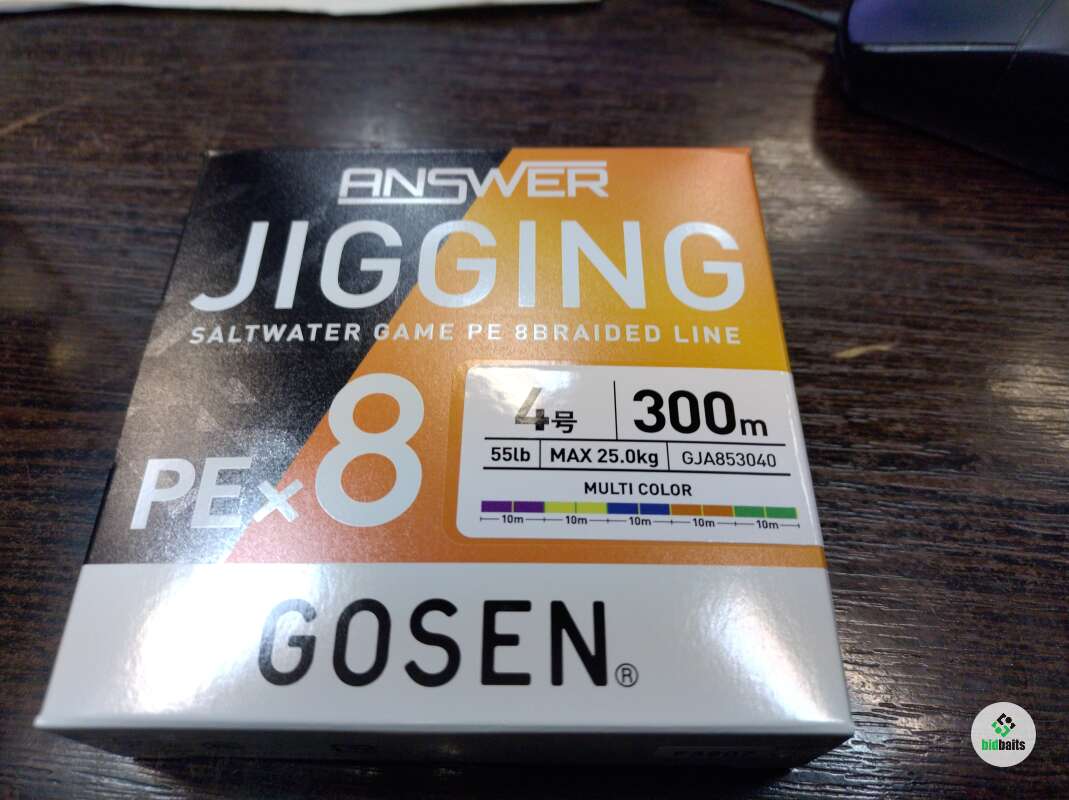 ANSWER
JIGGING
SALTWATER GAME PE 8BRAIDED LINE
PE×8
4号 300m
55lb MAX 25.0kg GJA853040
MULTI COLOR
10m 10m 10m 10m 10m
GOSEN®
bidbaits